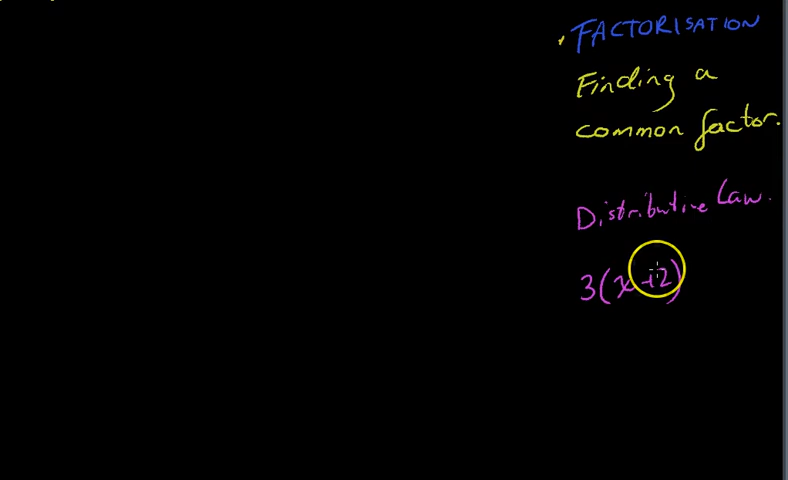 FACTORISATION
Finding a
common factor.
Distributive Law.
3(x+2)